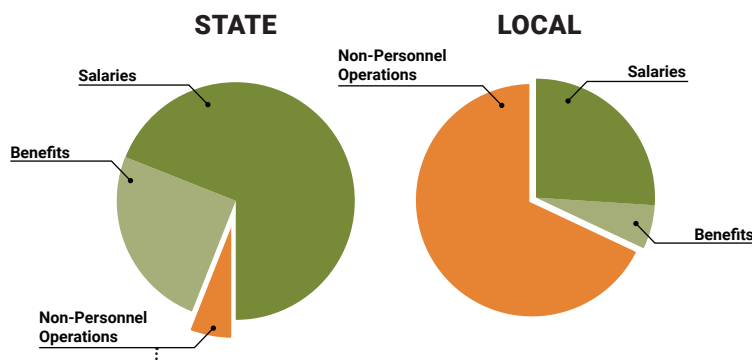 STATE
Salaries
Benefits
Non-Personnel
Operations
LOCAL
Non-Personnel
Operations
Salaries
Benefits